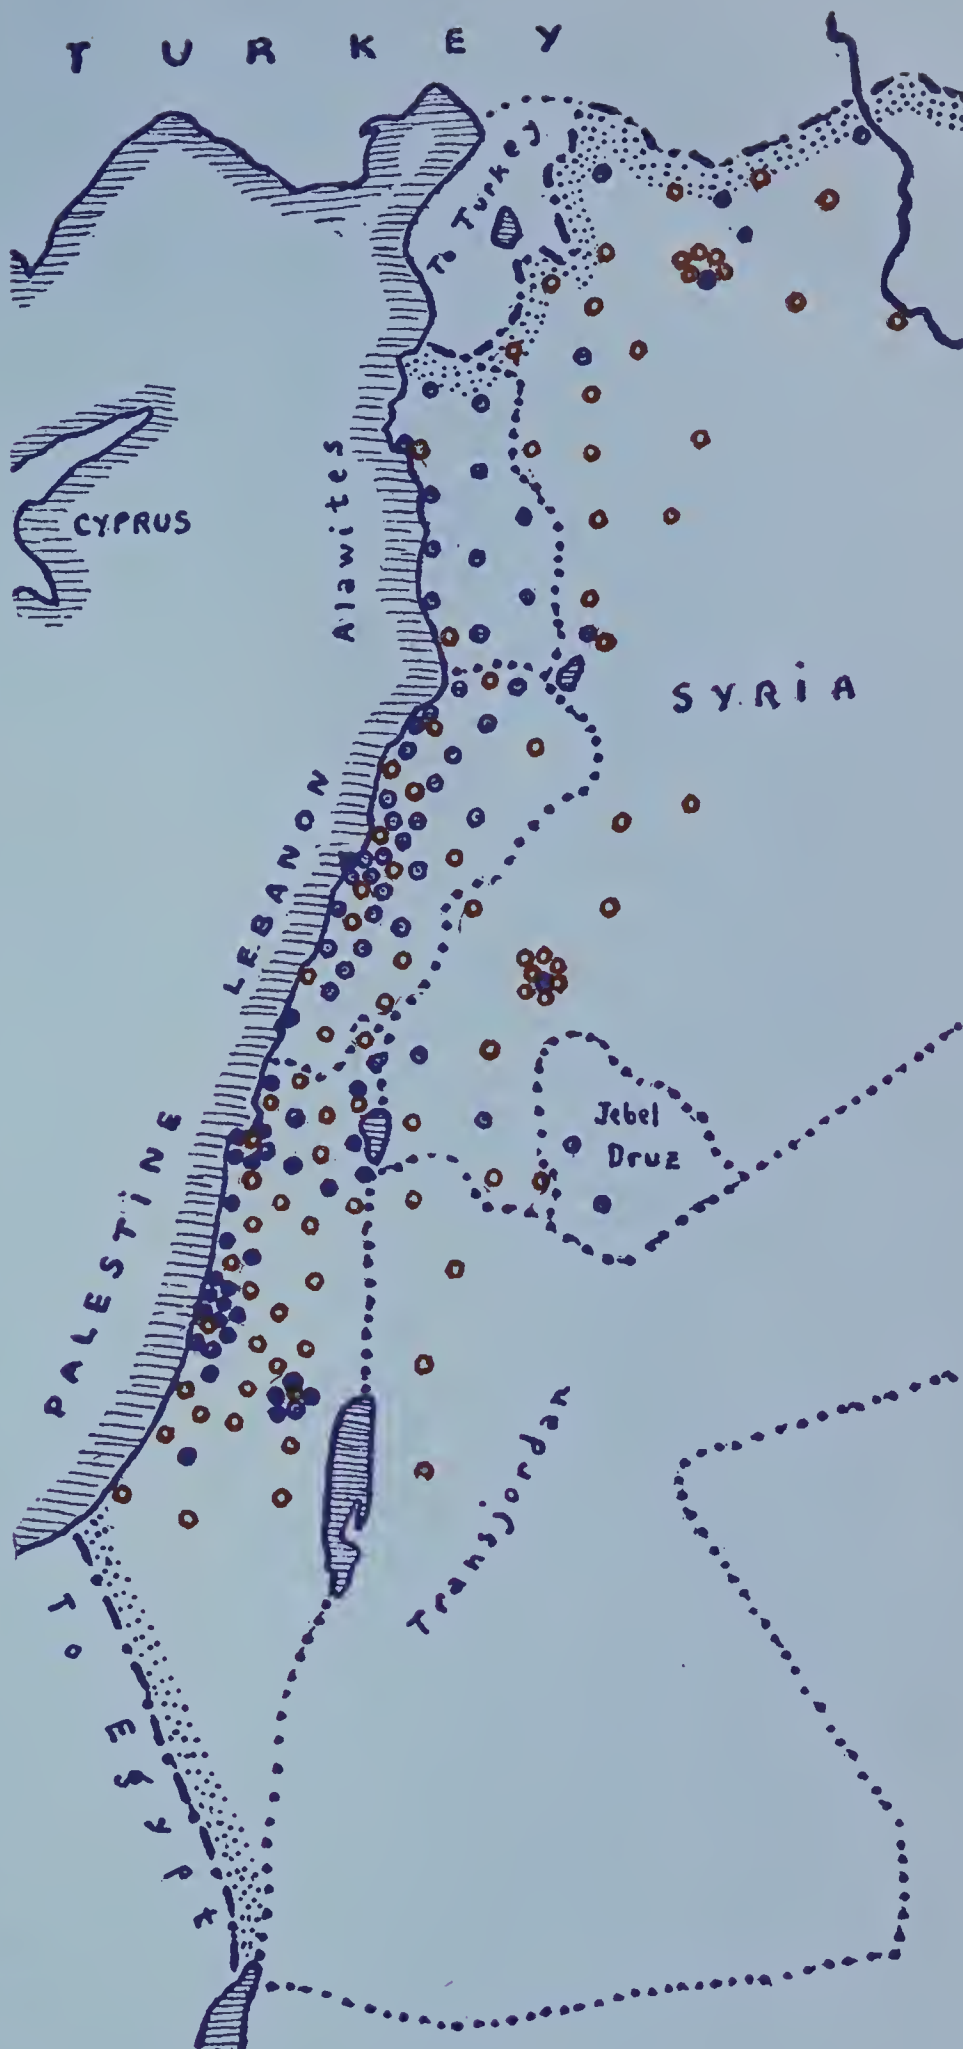 TURKEY
To Turkey
CYPRUS
Alawites
SYRIA
LEBANON
Jebel
Druz
PALESTINE
Transjordan
To EGYPT